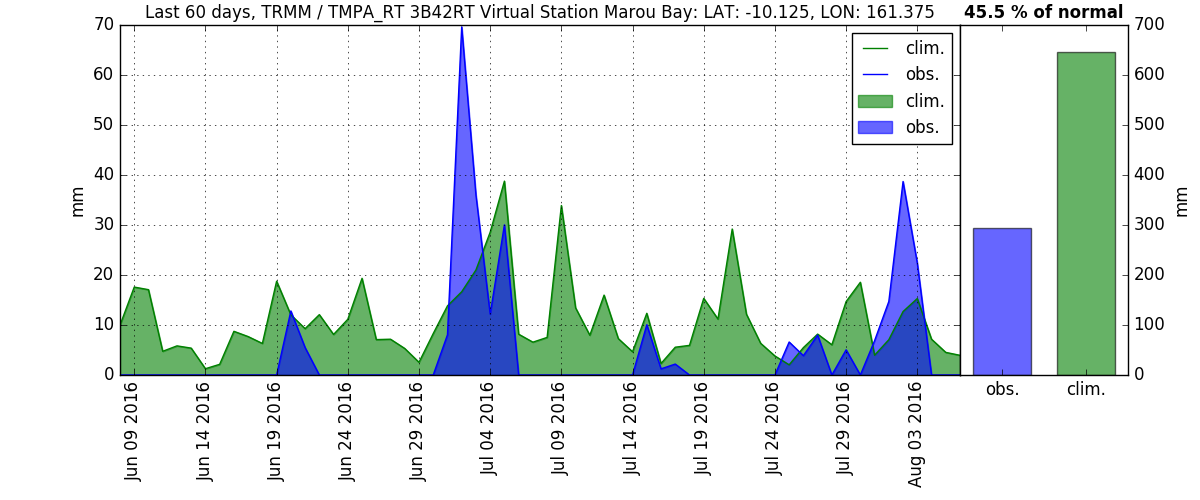 Last 60 days, TRMM / TMPA_RT 3B42RT Virtual Station Marou Bay: LAT: -10.125, LON: 161.375
45.5 % of normal
70
60
50
40
30
20
10
0
mm
clim.
obs.
clim.
obs.
Jun 09 2016
Jun 14 2016
Jun 19 2016
Jun 24 2016
Jun 29 2016
Jul 04 2016
Jul 09 2016
Jul 14 2016
Jul 19 2016
Jul 24 2016
Jul 29 2016
Aug 03 2016
700
600
500
400
300
200
100
0
mm
obs.
clim.